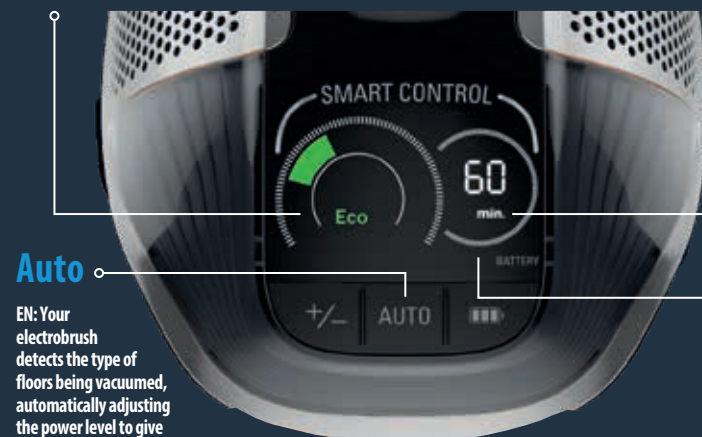 SMART CONTROL
60
min.
Eco
BATTERY
+/− AUTO
Auto
EN: Your
electrobrush
detects the type of
floors being vacuumed,
automatically adjusting
the power level to give